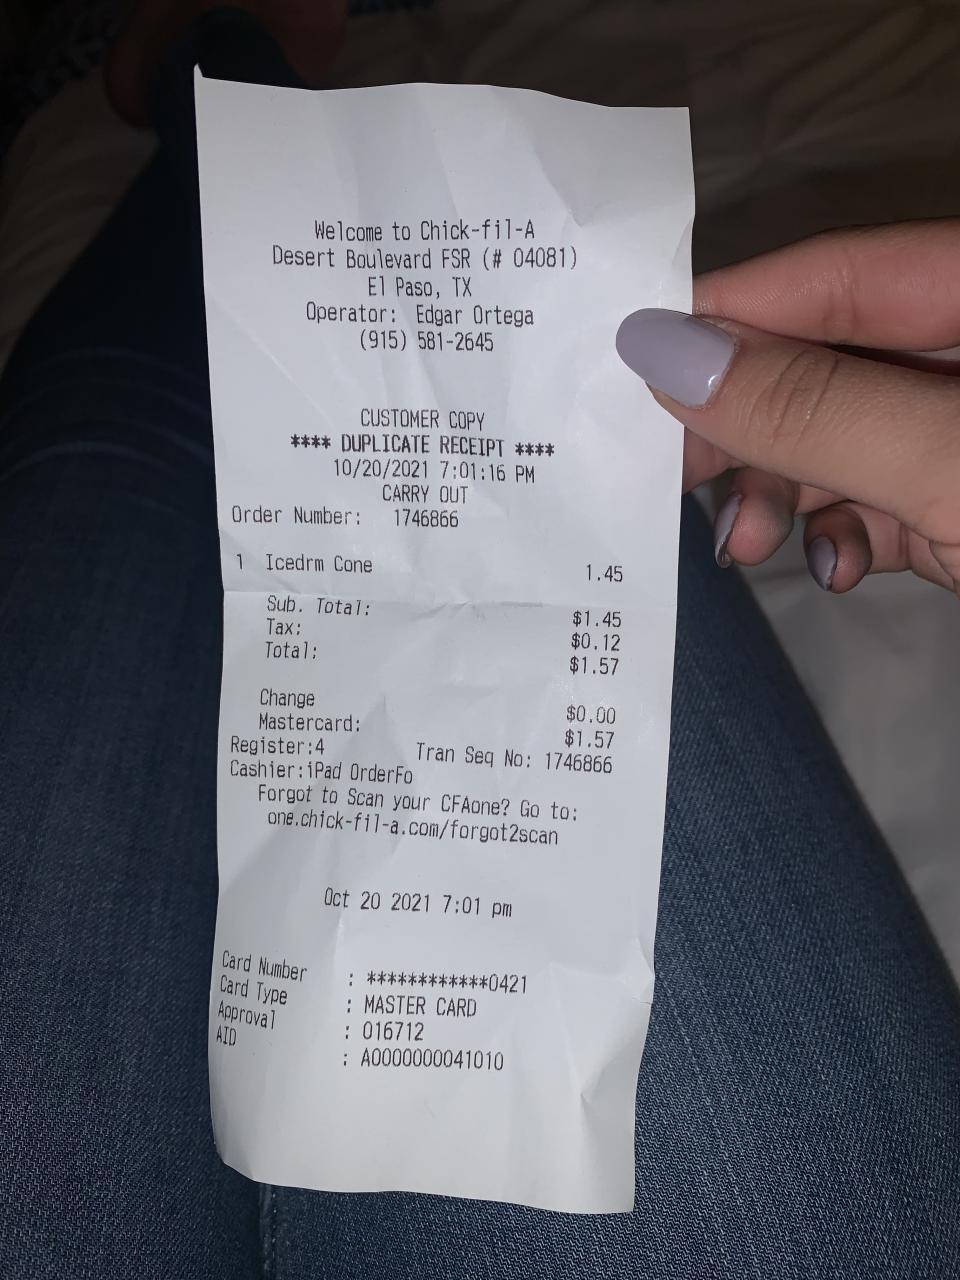 Welcome to Chick-fil-A
Desert Boulevard FSR (# 04081)
El Paso, TX
Operator: Edgar Ortega
(915) 581-2645
CUSTOMER COPY
**** DUPLICATE RECEIPT ****
10/20/2021 7:01:16 PM
CARRY OUT
Order Number: 1746866
1 Icedrm Cone 1.45
Sub. Total: $1.45
Tax: $0.12
Total: $1.57
Change $0.00
Mastercard: $1.57
Register:4 Tran Seq No: 1746866
Cashier:iPad OrderFo
Forgot to Scan your CFAone? Go to:
one.chick-fil-a.com/forgot2scan
Oct 20 2021 7:01 pm
Card Number : ************0421
Card Type : MASTER CARD
Approval : 016712
AID : A0000000041010